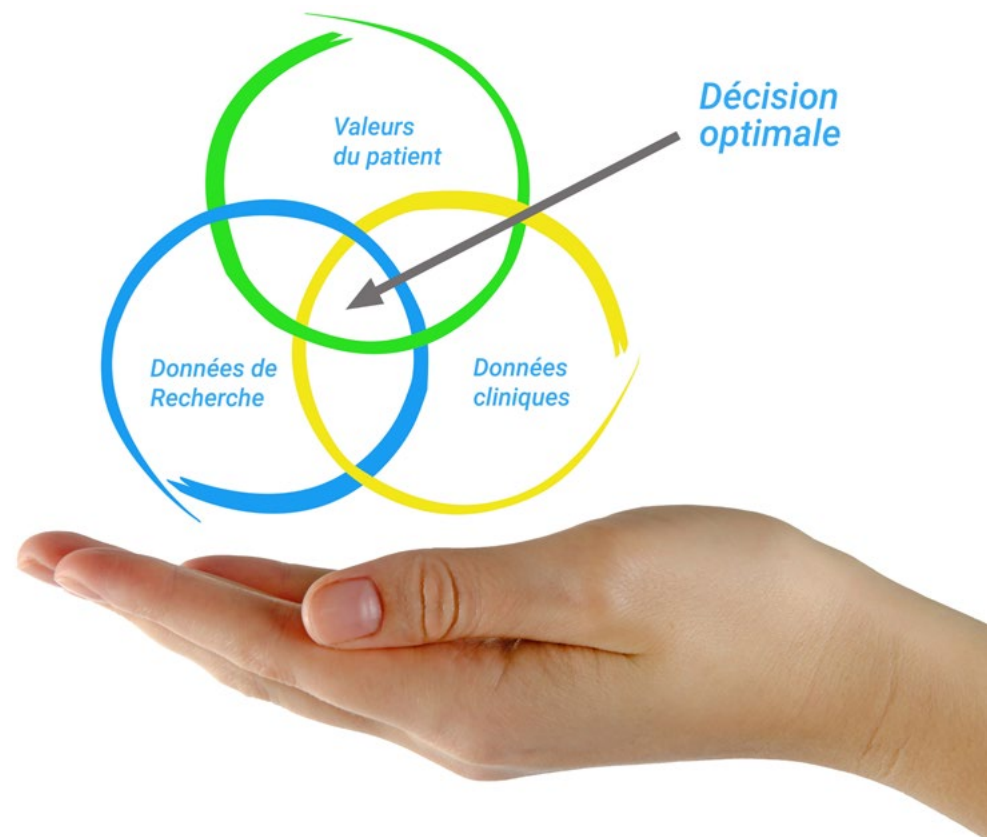 Valeurs
du patient
Décision
optimale
Données de
Recherche
Données
cliniques